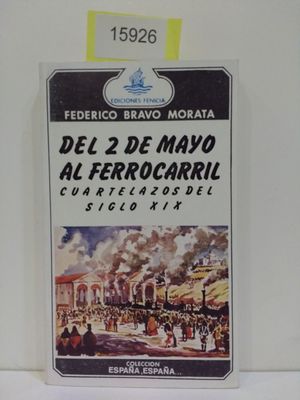 15926
EDICIONES FENICIA
FEDERICO BRAVO MORATA
DEL 2 DE MAYO
AL FERROCARRIL
CUARTELAZOS DEL
SIGLO XIX
COLECCION
ESPAÑA, ESPAÑA...